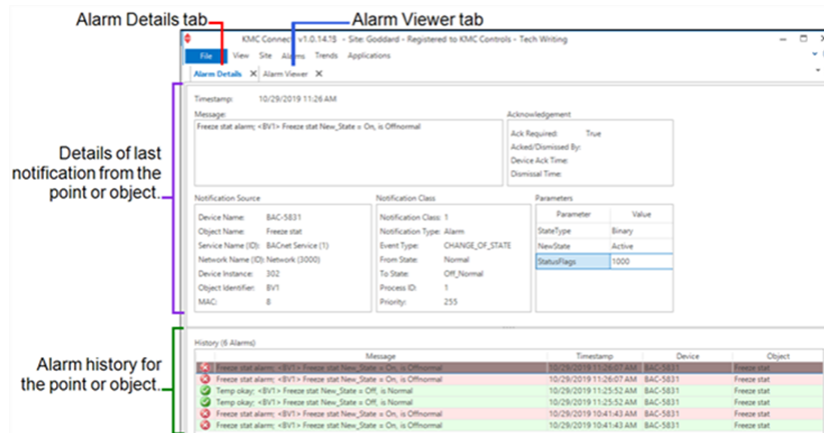 Alarm Details tab
Alarm Viewer tab
KMC Connect v1.0.14.15 - Site: Goddard - Registered to KMC Controls - Tech Writing
File View Site Alarms Trends Applications
Alarm Details X Alarm Viewer X
Timestamp: 10/29/2019 11:26 AM
Message:
Freeze stat alarm; <BV1> Freeze stat New_State = On, is Offnormal
Acknowledgement
Ack Required: True
Acked/Dismissed By:
Device Ack Time:
Dismissal Time:
Details of last
notification from the
point or object.
Notification Source
Device Name: BAC-5831
Object Name: Freeze stat
Service Name (ID): BACnet Service (1)
Network Name (ID): Network (3000)
Device Instance: 302
Object Identifier: BV1
MAC: 8
Notification Class
Notification Class: 1
Notification Type: Alarm
Event Type: CHANGE_OF_STATE
From State: Normal
To State: Off_Normal
Process ID: 1
Priority: 255
Parameters
Parameter Value
StateType Binary
NewState Active
StatusFlags 1000
Alarm history for
the point or object.
History (6 Alarms)
Message Timestamp Device Object
Freeze stat alarm; <BV1> Freeze stat New_State = On, is Offnormal 10/29/2019 11:26:07 AM BAC-5831 Freeze stat
Freeze stat alarm; <BV1> Freeze stat New_State = On, is Offnormal 10/29/2019 11:26:07 AM BAC-5831 Freeze stat
Temp okay; <BV1> Freeze stat New_State = Off, is Normal 10/29/2019 11:25:52 AM BAC-5831 Freeze stat
Temp okay; <BV1> Freeze stat New_State = Off, is Normal 10/29/2019 11:25:52 AM BAC-5831 Freeze stat
Freeze stat alarm; <BV1> Freeze stat New_State = On, is Offnormal 10/29/2019 10:41:43 AM BAC-5831 Freeze stat
Freeze stat alarm; <BV1> Freeze stat New_State = On, is Offnormal 10/29/2019 10:41:43 AM BAC-5831 Freeze stat